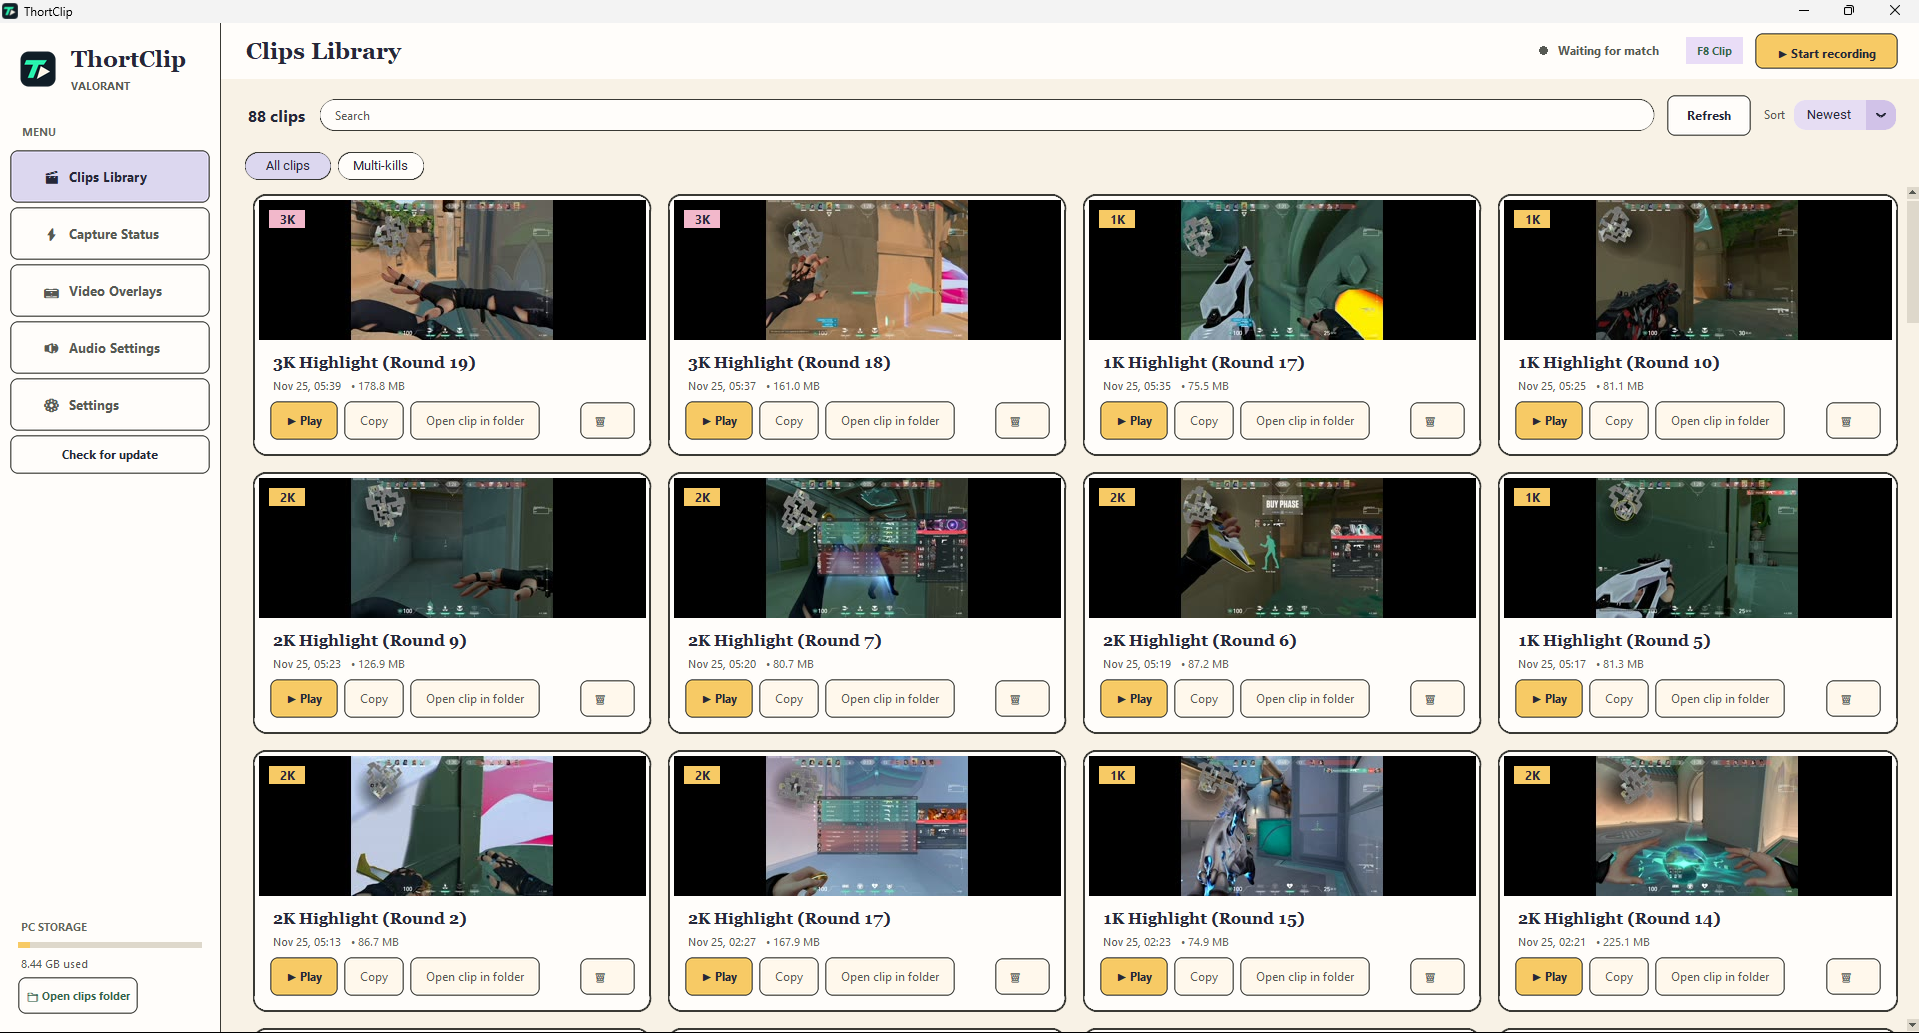 ThortClip
ThortClip
VALORANT
MENU
Clips Library
Capture Status
Video Overlays
Audio Settings
Settings
Check for update
PC STORAGE
8.44 GB used
Open clips folder
Clips Library
Waiting for match
F8 Clip
Start recording
88 clips
Search
Refresh
Sort
Newest
All clips
Multi-kills
3K
3K Highlight (Round 19)
Nov 25, 05:39 • 178.8 MB
Play Copy Open clip in folder
3K
3K Highlight (Round 18)
Nov 25, 05:37 • 161.0 MB
Play Copy Open clip in folder
1K
1K Highlight (Round 17)
Nov 25, 05:35 • 75.5 MB
Play Copy Open clip in folder
1K
1K Highlight (Round 10)
Nov 25, 05:25 • 81.1 MB
Play Copy Open clip in folder
2K
2K Highlight (Round 9)
Nov 25, 05:23 • 126.9 MB
Play Copy Open clip in folder
2K
2K Highlight (Round 7)
Nov 25, 05:20 • 80.7 MB
Play Copy Open clip in folder
2K
BUY PHASE
2K Highlight (Round 6)
Nov 25, 05:19 • 87.2 MB
Play Copy Open clip in folder
1K
1K Highlight (Round 5)
Nov 25, 05:17 • 81.3 MB
Play Copy Open clip in folder
2K
2K Highlight (Round 2)
Nov 25, 05:13 • 86.7 MB
Play Copy Open clip in folder
2K
2K Highlight (Round 17)
Nov 25, 02:27 • 167.9 MB
Play Copy Open clip in folder
1K
1K Highlight (Round 15)
Nov 25, 02:23 • 74.9 MB
Play Copy Open clip in folder
2K
2K Highlight (Round 14)
Nov 25, 02:21 • 225.1 MB
Play Copy Open clip in folder